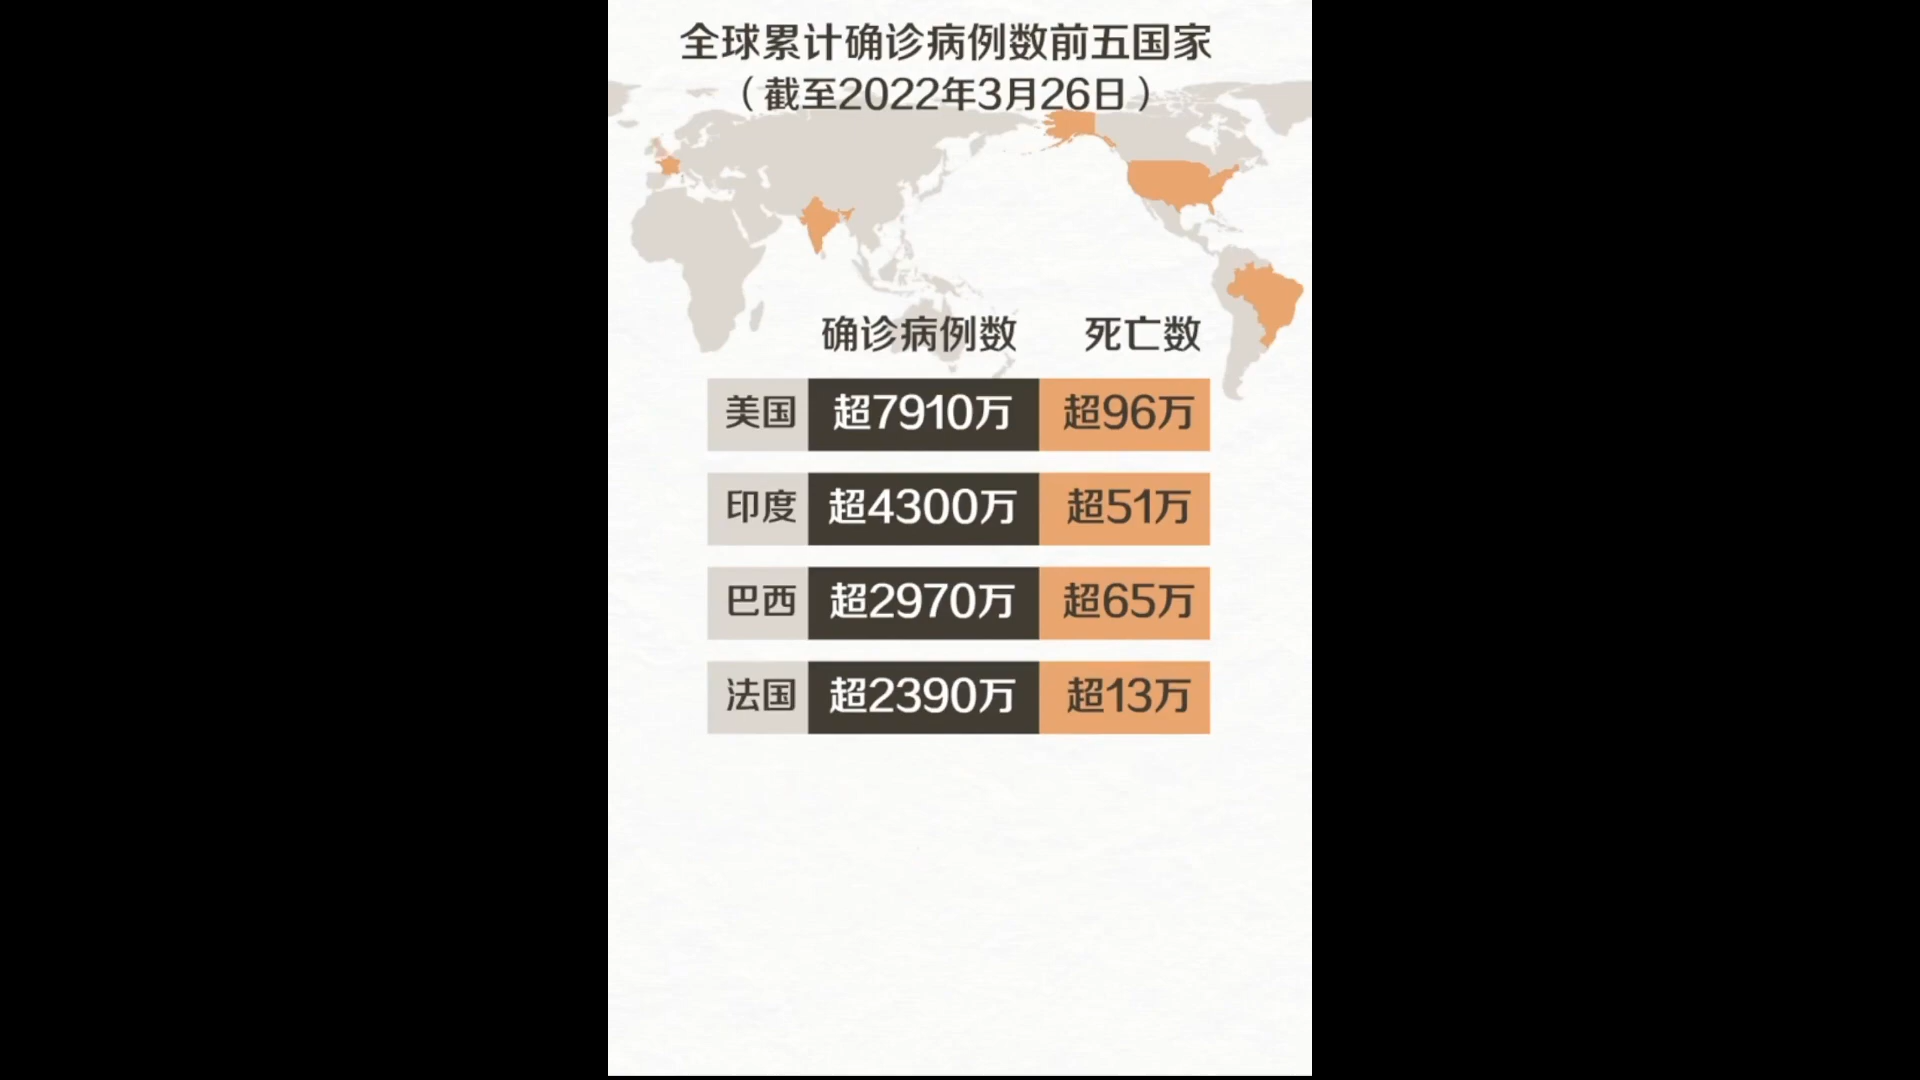 全球累计确诊病例数前五国家
（截至2022年3月26日）
确诊病例数 死亡数
美国 超7910万 超96万
印度 超4300万 超51万
巴西 超2970万 超65万
法国 超2390万 超13万